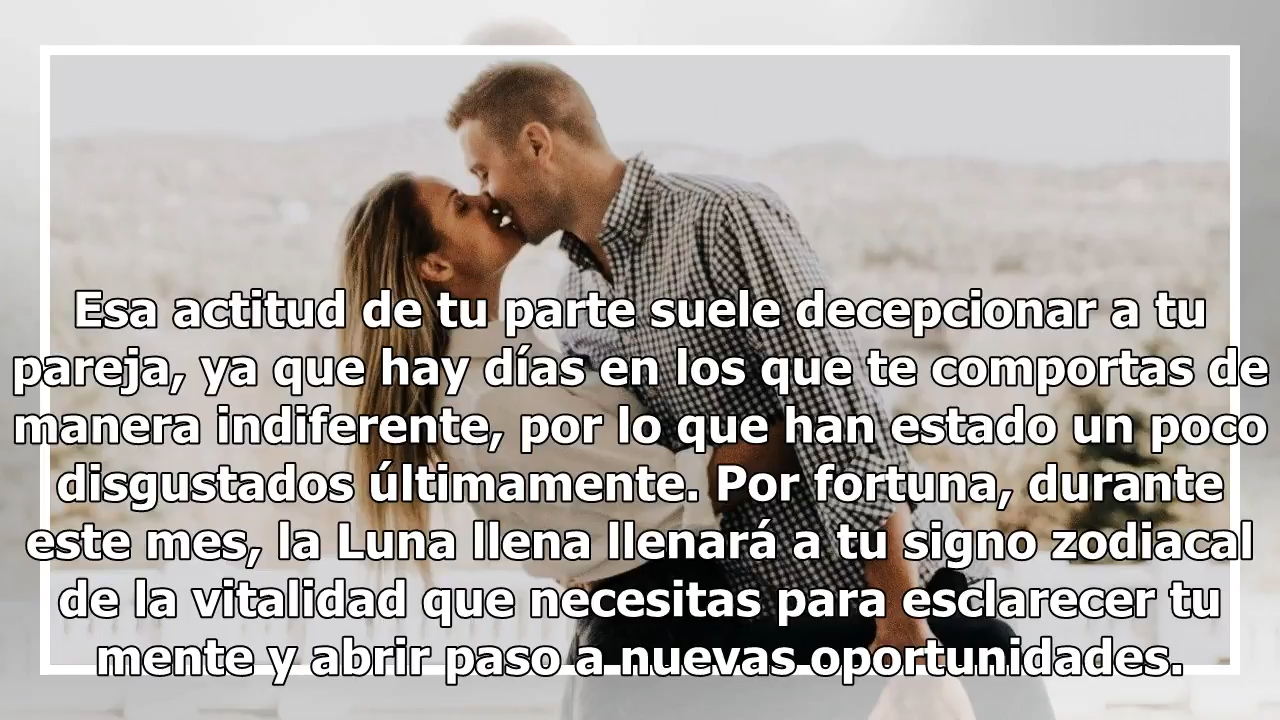 Esa actitud de tu parte suele decepcionar a tu
pareja, ya que hay días en los que te comportas de
manera indiferente, por lo que han estado un poco
disgustados últimamente. Por fortuna, durante
este mes, la Luna llena llenará a tu signo zodiacal
de la vitalidad que necesitas para esclarecer tu
mente y abrir paso a nuevas oportunidades.